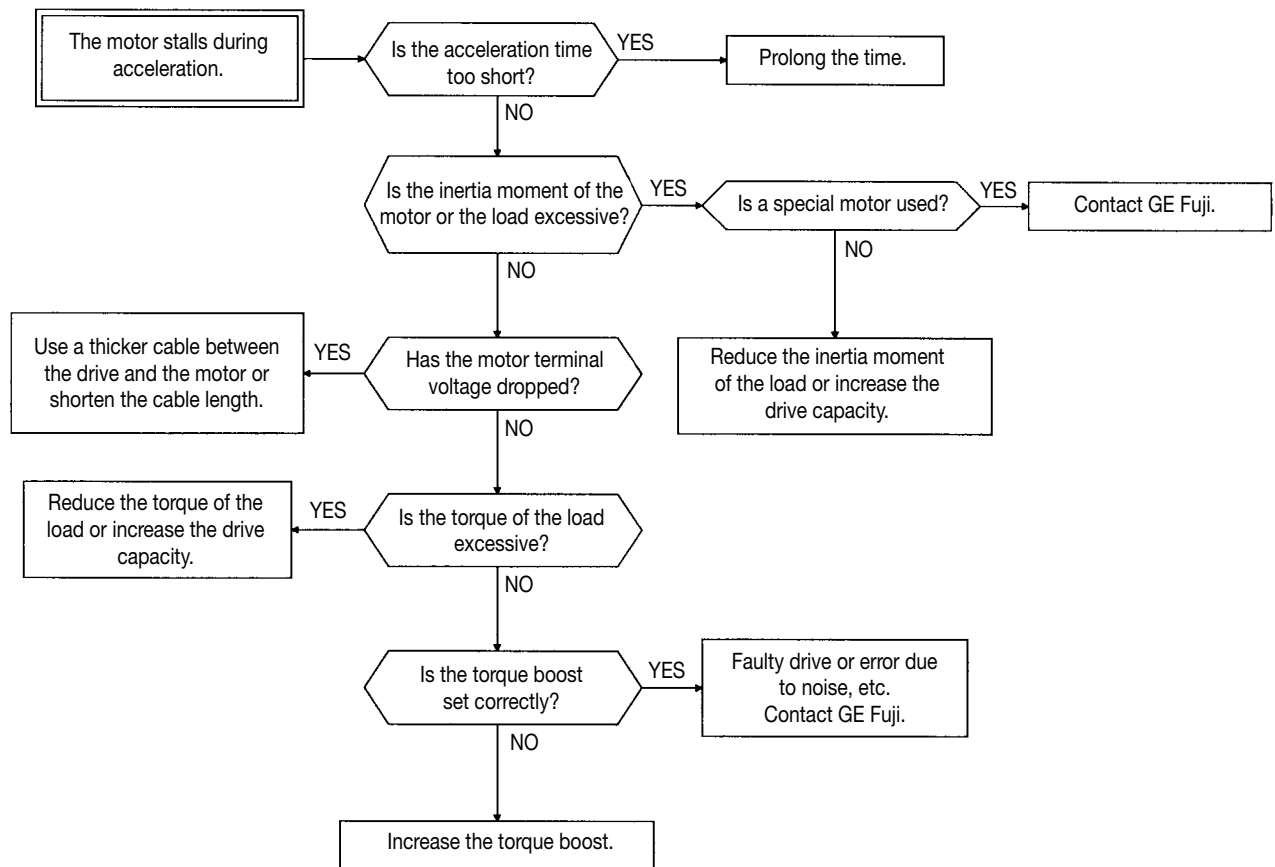 The motor stalls during
acceleration.
Is the acceleration time
too short?
YES
Prolong the time.
NO
Is the inertia moment of the
motor or the load excessive?
YES
Is a special motor used?
YES
Contact GE Fuji.
NO
NO
Use a thicker cable between
the drive and the motor or
shorten the cable length.
YES
Has the motor terminal
voltage dropped?
Reduce the inertia moment
of the load or increase the
drive capacity.
NO
Reduce the torque of the
load or increase the drive
capacity.
YES
Is the torque of the load
excessive?
NO
Is the torque boost
set correctly?
YES
Faulty drive or error due
to noise, etc.
Contact GE Fuji.
NO
Increase the torque boost.